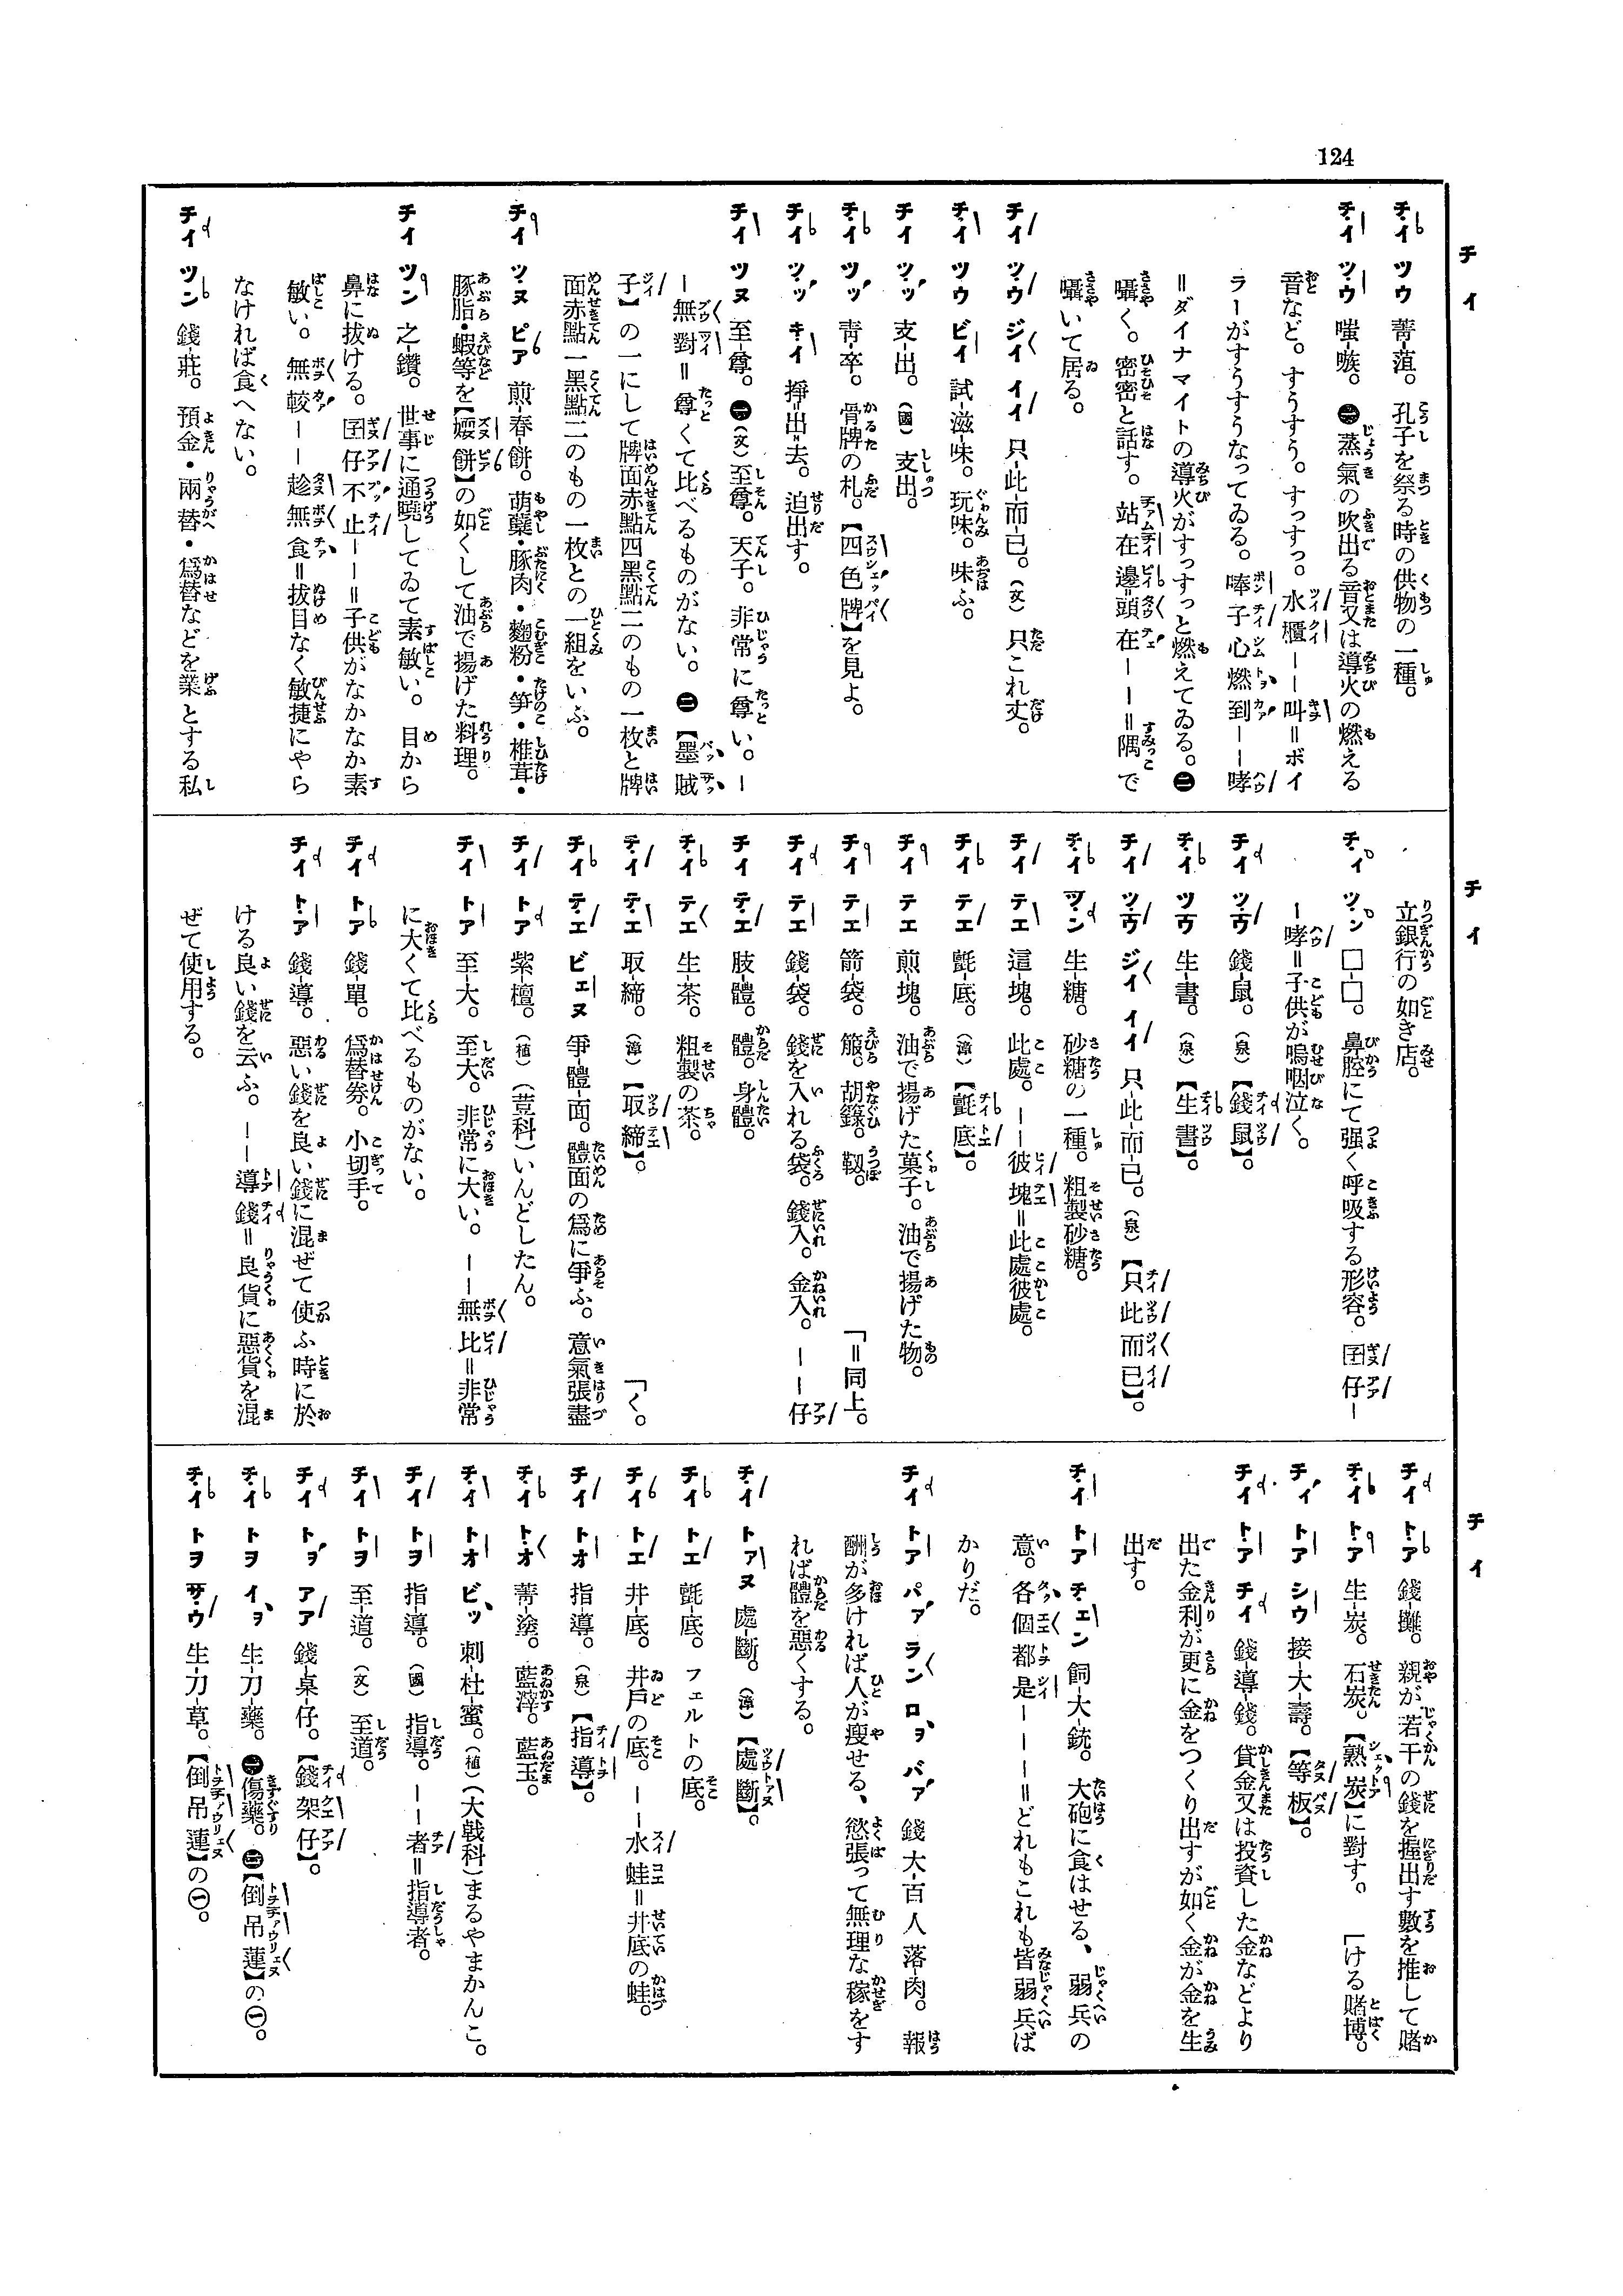 124
チイ
チイ ツウ 菁-菹。孔子を祭る時の供物の一種。
チイ ツウ 嗤-嗾。㊀蒸氣の吹出る音又は導火の燃える
音など。すうすう。すっすっ。水櫃──叫＝ボイ
ラーがすうすうなってゐる。唪子心燃到──哮
＝ダイナマイトの導火がすっすっと燃えてゐる。㊁
囁く。密密と話す。站在邊頭在──＝隅で
囁いて居る。
チイ ツウ ジイ イイ 只-此-而-已。（文）只これ丈。
チイ ツウ ビイ 試-滋-味。玩味。味ふ。
チイ ツッ 支-出。（國）支出。
チイ ツッ 靑-卒。骨牌の札。【四色牌】を見よ。
チイ ツッ キイ 掙＝出-去。迫出す。
チイ ツヌ 至-尊。㊀（文）至尊。天子。非常に尊い。─
─無對＝尊くて比べるものがない。㊁【墨賊
子】の一にして牌面赤點四黑點二のもの一枚と牌
面赤點一黑點二のもの一枚との一組をいふ。
チイ ツヌ ピア 煎-春-餅。萌蘖・豚肉・麴粉・笋・椎茸・
豚脂・蝦等を【㜛餅】の如くして油で揚げた料理。
チイ ツン 之-鑽。世事に通曉してゐて素敏い。目から
鼻に拔ける。囝仔不止──＝子供がなかなか素
敏い。無較──趁無食＝拔目なく敏捷にやら
なければ食へない。
チイ ツン 錢-莊。預金・兩替・爲替などを業とする私
チイ
立銀行の如き店。
チイ ツン □-□。鼻腔にて强く呼吸する形容。囝仔─
─哮＝子供が嗚咽泣く。
チイ ツウ 錢-鼠。（泉）【錢鼠】。
チイ ツウ 生-書。（泉）【生書】。
チイ ツウ ジイ イイ 只-此-而-已。（泉）【只此而已】。
チイ ツン 生-糖。砂糖の一種。粗製砂糖。
チイ テエ 這-塊。此處。──彼塊＝此處彼處。
チイ テエ 氈-底。（漳）【氈底】。
チイ テエ 煎-塊。油で揚げた菓子。油で揚げた物。
チイ テエ 箭-袋。箙。胡籙。靱。「＝同上。
チイ テエ 錢-袋。錢を入れる袋。錢入。金入。──仔
チイ テエ 肢-體。體。身體。
チイ テエ 生-茶。粗製の茶。
チイ テエ 取-締。（漳）【取締】。「く。
チイ テエ ビェヌ 爭-體-面。體面の爲に爭ふ。意氣張盡
チイ トア 紫-檀。（植）（荳科）いんどしたん。
チイ トア 至-大。至大。非常に大い。──無比＝非常
に大くて比べるものがない。
チイ トア 錢-單。爲替券。小切手。
チイ トア 錢-導。惡い錢を良い錢に混ぜて使ふ時に於
ける良い錢を云ふ。──導錢＝良貨に惡貨を混
ぜて使用する。
チイ
チイ トア 錢-攤。親が若干の錢を握出す數を推して賭
チイ トア 生-炭。石炭。【熟炭】に對す。「ける賭博。
チイ トア シウ 接-大-壽。【等板】。
チイ トア チイ 錢-導-錢。貸金又は投資した金などより
出た金利が更に金をつくり出すが如く金が金を生
出す。
チイ トア チェン 飼-大-銃。大砲に食はせる、弱兵の
意。各個都是───＝どれもこれも皆弱兵ば
かりだ。
チイ トア パァ ラン ロヲ バァ 錢大-百人落-肉。報
酬が多ければ人が瘦せる、慾張って無理な稼をす
れば體を惡くする。
チイ トアヌ 處-斷。（漳）【處斷】。
チイ トエ 氈-底。フェルトの底。
チイ トエ 井-底。井戶の底。──水蛙＝井底の蛙。
チイ トオ 指-導。（泉）【指導】。
チイ トオ 菁-塗。藍滓。藍玉。
チイ トオ ビッ 刺-杜-蜜。（植）（大戟科）まるやまかんこ。
チイ トヲ 指-導。（國）指導。──者＝指導者。
チイ トヲ 至-道。（文）至道。
チイ トヲ アア 錢-桌-仔。【錢架仔】。
チイ トヲ イヲ 生-刀-藥。㊀傷藥。㊁【倒吊蓮】の㊀。
チイ トヲ サウ 生-刀-草。【倒吊蓮】の㊀。